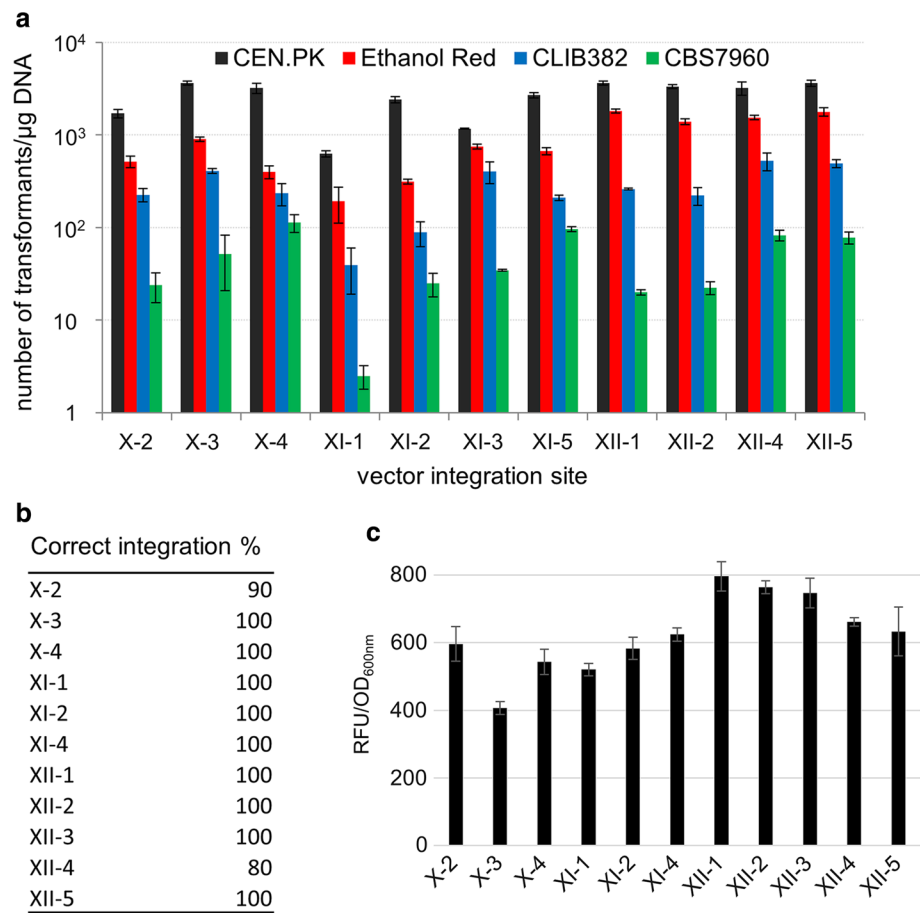 a
10⁴
10³
10²
10
1
number of transformants/µg DNA
CEN.PK Ethanol Red CLIB382 CBS7960
X-2 X-3 X-4 XI-1 XI-2 XI-3 XI-5 XII-1 XII-2 XII-4 XII-5
vector integration site
b
Correct integration %
X-2 90
X-3 100
X-4 100
XI-1 100
XI-2 100
XI-4 100
XII-1 100
XII-2 100
XII-3 100
XII-4 80
XII-5 100
c
800
600
400
200
0
RFU/OD600nm
X-2 X-3 X-4 XI-1 XI-2 XI-4 XII-1 XII-2 XII-3 XII-4 XII-5